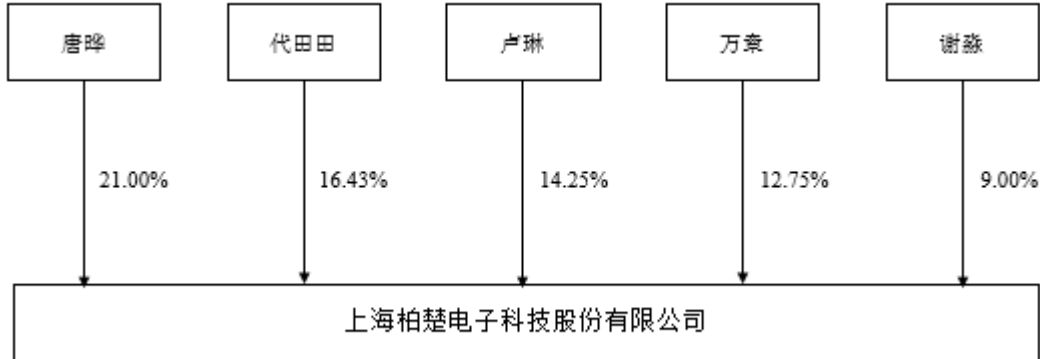 唐晔
代田田
卢琳
万章
谢淼
21.00%
16.43%
14.25%
12.75%
9.00%
上海柏楚电子科技股份有限公司